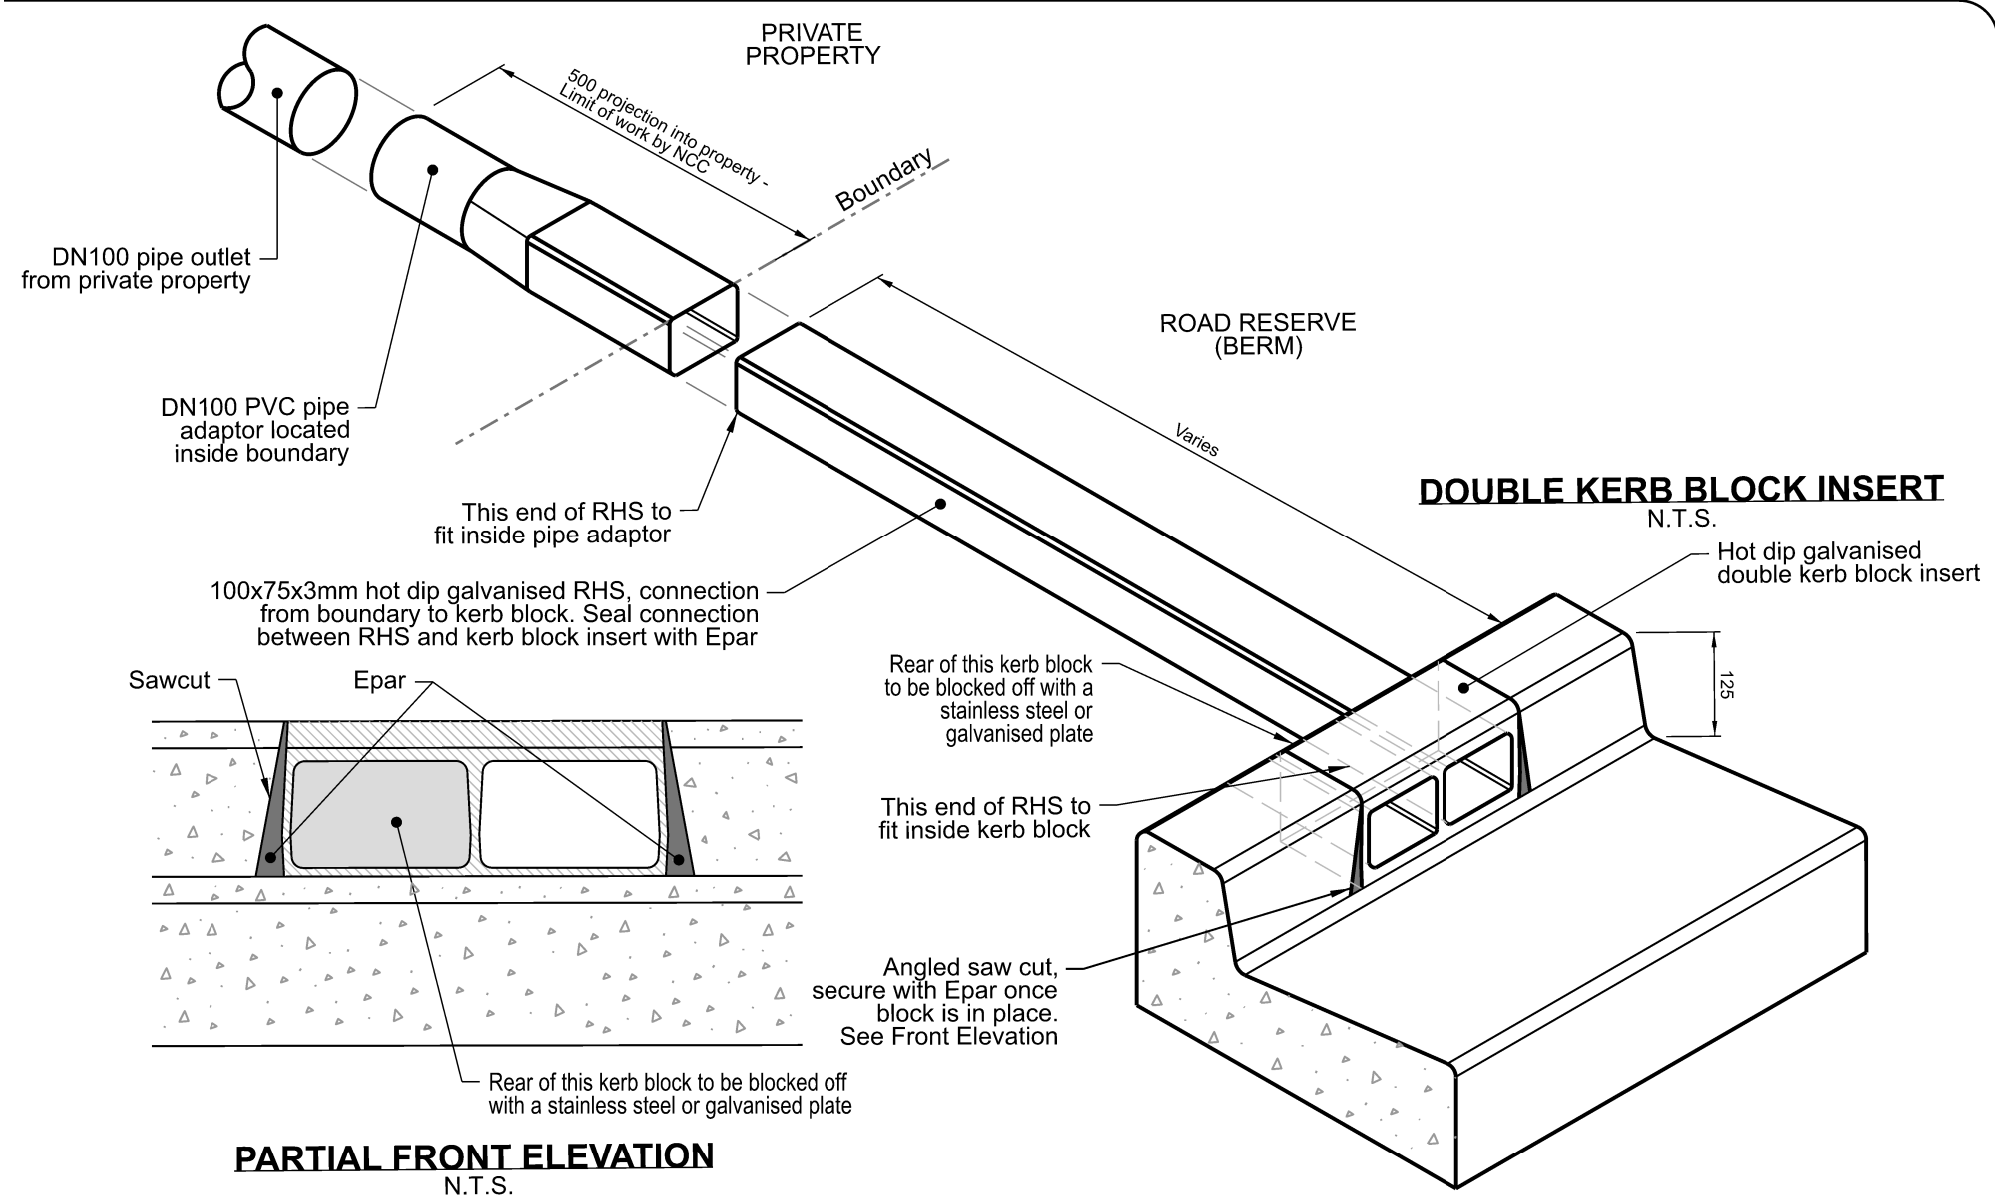 PRIVATE
PROPERTY
500 projection into property -
Limit of work by NCC
Boundary
DN100 pipe outlet
from private property
ROAD RESERVE
(BERM)
DN100 PVC pipe
adaptor located
inside boundary
Varies
This end of RHS to
fit inside pipe adaptor
DOUBLE KERB BLOCK INSERT
N.T.S.
Hot dip galvanised
double kerb block insert
100x75x3mm hot dip galvanised RHS, connection
from boundary to kerb block. Seal connection
between RHS and kerb block insert with Epar
125
Rear of this kerb block
to be blocked off with a
stainless steel or
galvanised plate
Sawcut
Epar
This end of RHS to
fit inside kerb block
Angled saw cut,
secure with Epar once
block is in place.
See Front Elevation
Rear of this kerb block to be blocked off
with a stainless steel or galvanised plate
PARTIAL FRONT ELEVATION
N.T.S.